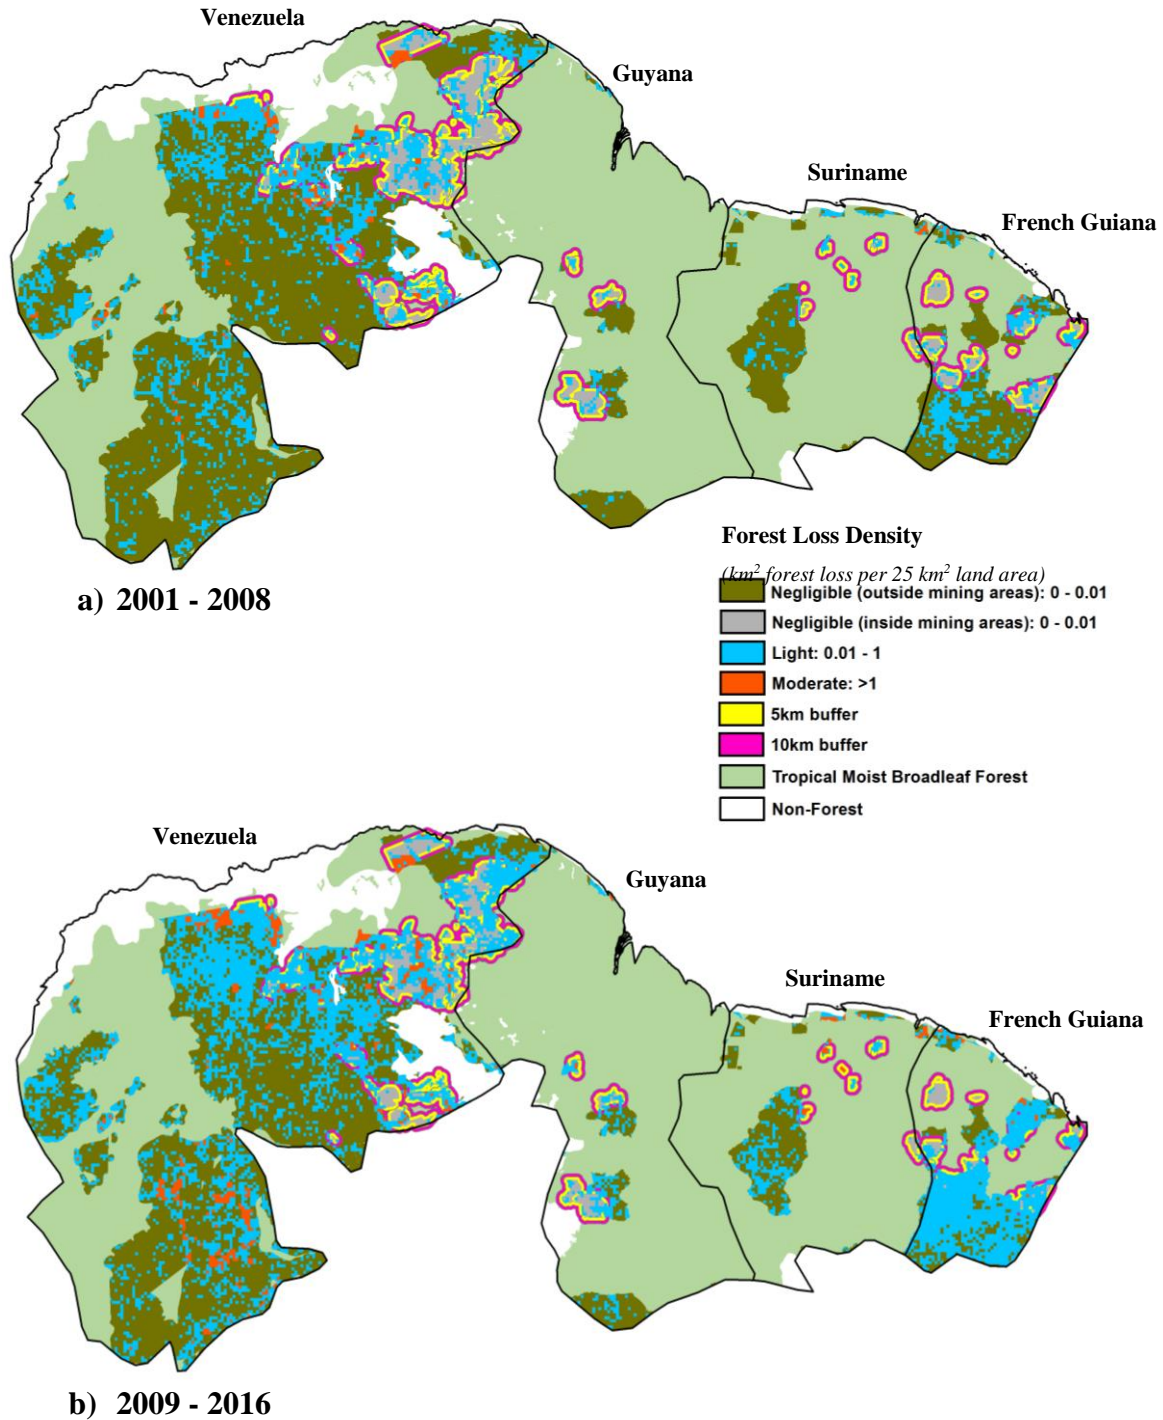 Venezuela
Guyana
Suriname
French Guiana
a) 2001 - 2008
Forest Loss Density
(km² forest loss per 25 km² land area)
Negligible (outside mining areas): 0 - 0.01
Negligible (inside mining areas): 0 - 0.01
Light: 0.01 - 1
Moderate: >1
5km buffer
10km buffer
Tropical Moist Broadleaf Forest
Non-Forest
Venezuela
Guyana
Suriname
French Guiana
b) 2009 - 2016